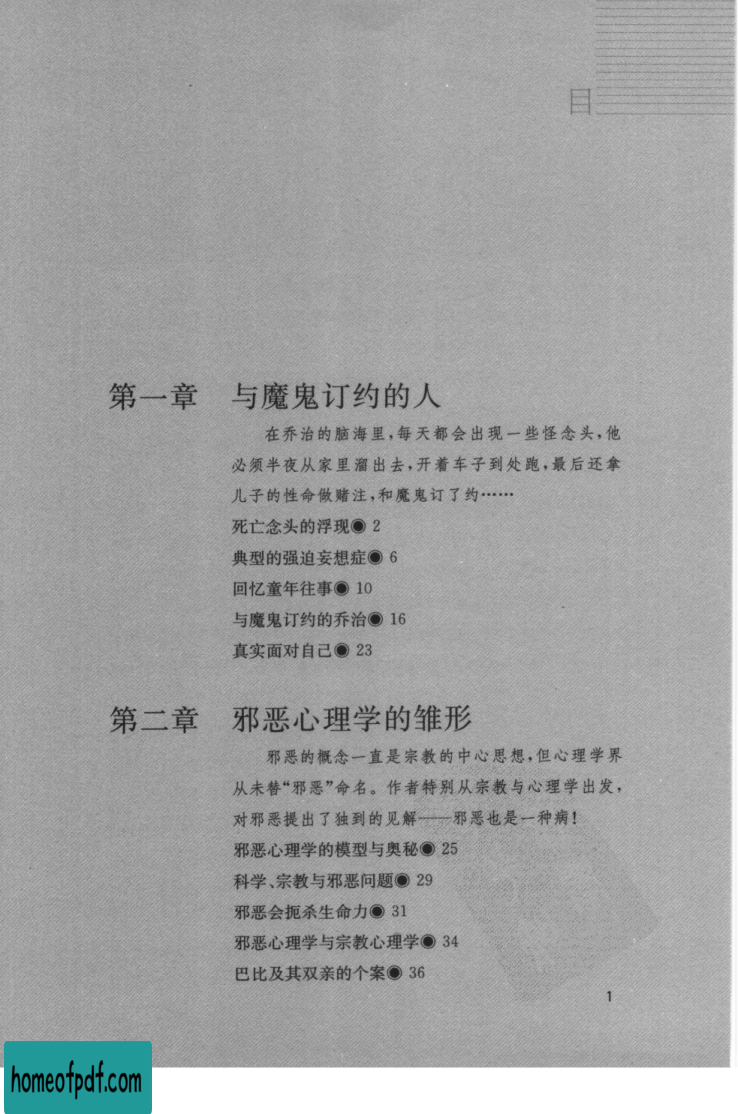 目
第一章 与魔鬼订约的人
在乔治的脑海里,每天都会出现一些怪念头,他
必须半夜从家里溜出去,开着车子到处跑,最后还拿
儿子的性命做赌注,和魔鬼订了约……
死亡念头的浮现◉ 2
典型的强迫妄想症◉ 6
回忆童年往事◉ 10
与魔鬼订约的乔治◉ 16
真实面对自己◉ 23
第二章 邪恶心理学的雏形
邪恶的概念一直是宗教的中心思想,但心理学界
从未替“邪恶”命名。作者特别从宗教与心理学出发,
对邪恶提出了独到的见解——邪恶也是一种病!
邪恶心理学的模型与奥秘◉ 25
科学、宗教与邪恶问题◉ 29
邪恶会扼杀生命力◉ 31
邪恶心理学与宗教心理学◉ 34
巴比及其双亲的个案◉ 36
1
homeofpdf.com